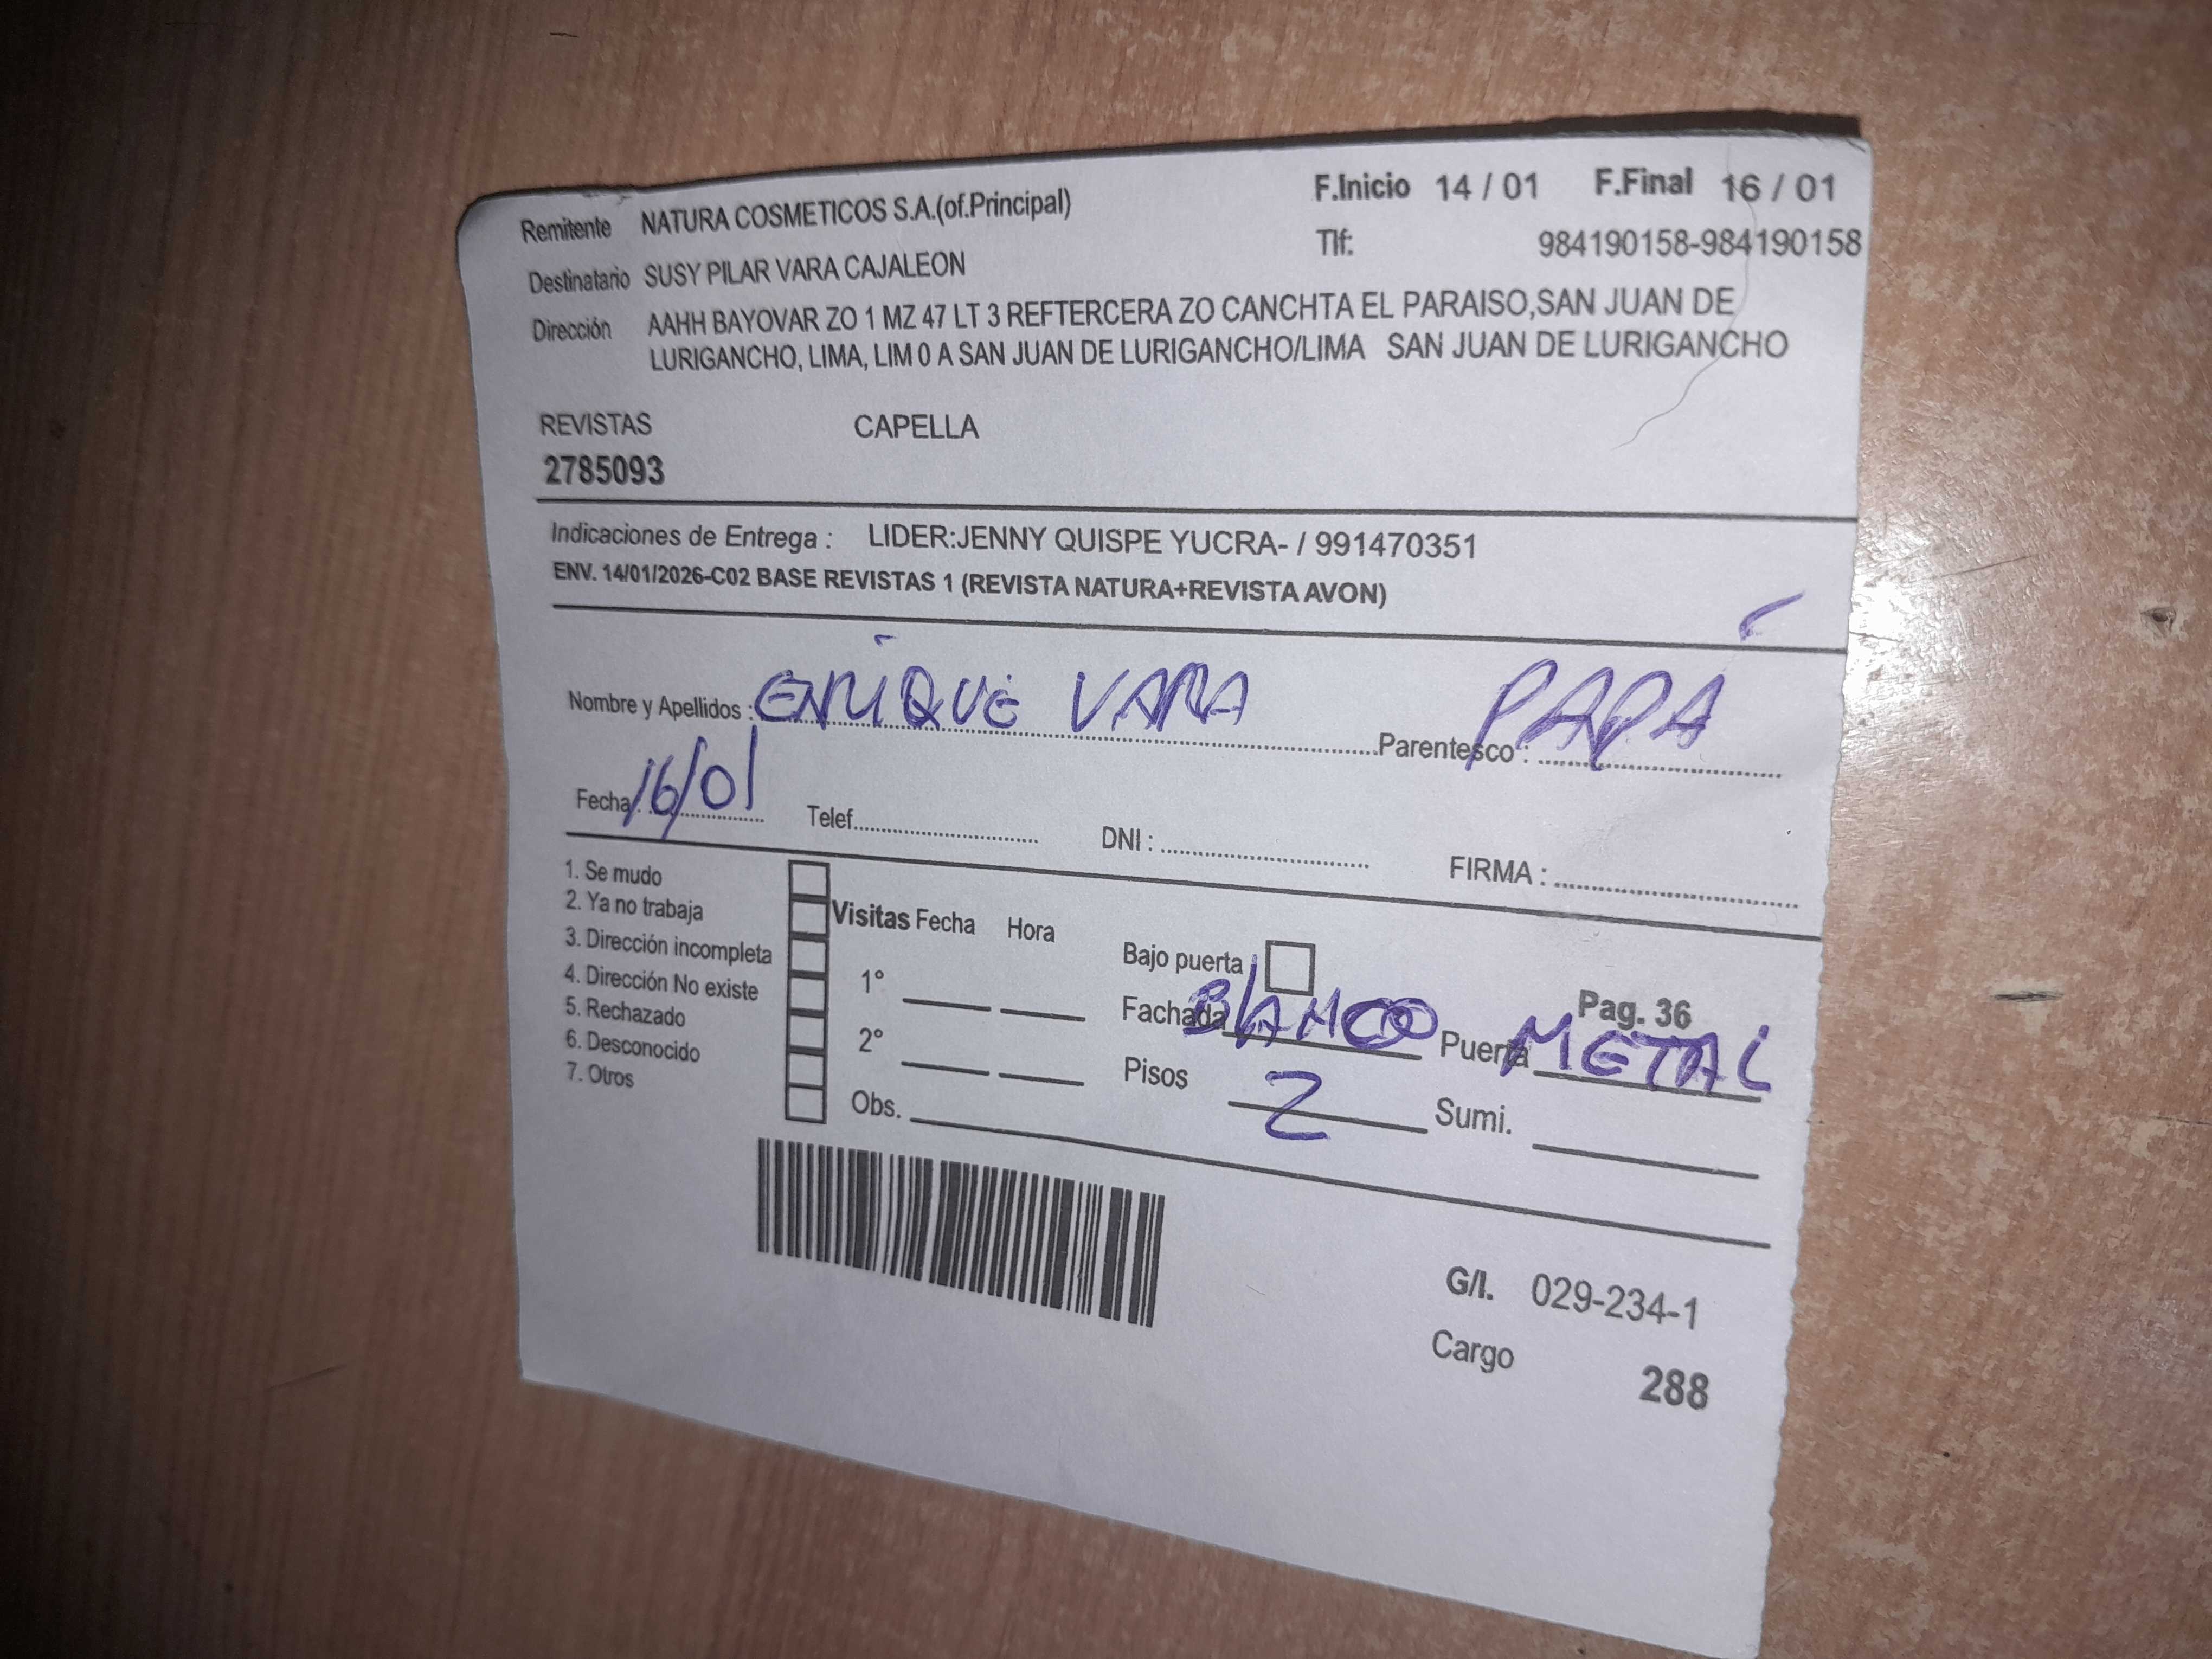 Remitente NATURA COSMETICOS S.A.(of.Principal) F.Inicio 14 / 01 F.Final 16 / 01
Destinatario SUSY PILAR VARA CAJALEON Tlf: 984190158-984190158
Dirección AAHH BAYOVAR ZO 1 MZ 47 LT 3 REFTERCERA ZO CANCHTA EL PARAISO,SAN JUAN DE
LURIGANCHO, LIMA, LIM 0 A SAN JUAN DE LURIGANCHO/LIMA SAN JUAN DE LURIGANCHO
REVISTAS CAPELLA
2785093
Indicaciones de Entrega : LIDER:JENNY QUISPE YUCRA- / 991470351
ENV. 14/01/2026-C02 BASE REVISTAS 1 (REVISTA NATURA+REVISTA AVON)
Nombre y Apellidos : ENRIQUE VARA Parentesco : PAPÁ
Fecha : 16/01 Telef. DNI : FIRMA :
1. Se mudo
2. Ya no trabaja
3. Dirección incompleta
4. Dirección No existe
5. Rechazado
6. Desconocido
7. Otros
Visitas Fecha Hora
1°
2°
Obs.
Bajo puerta
Fachada BLANCO Puerta METAL
Pag. 36
Pisos 2 Sumi.
G/I. 029-234-1
Cargo 288